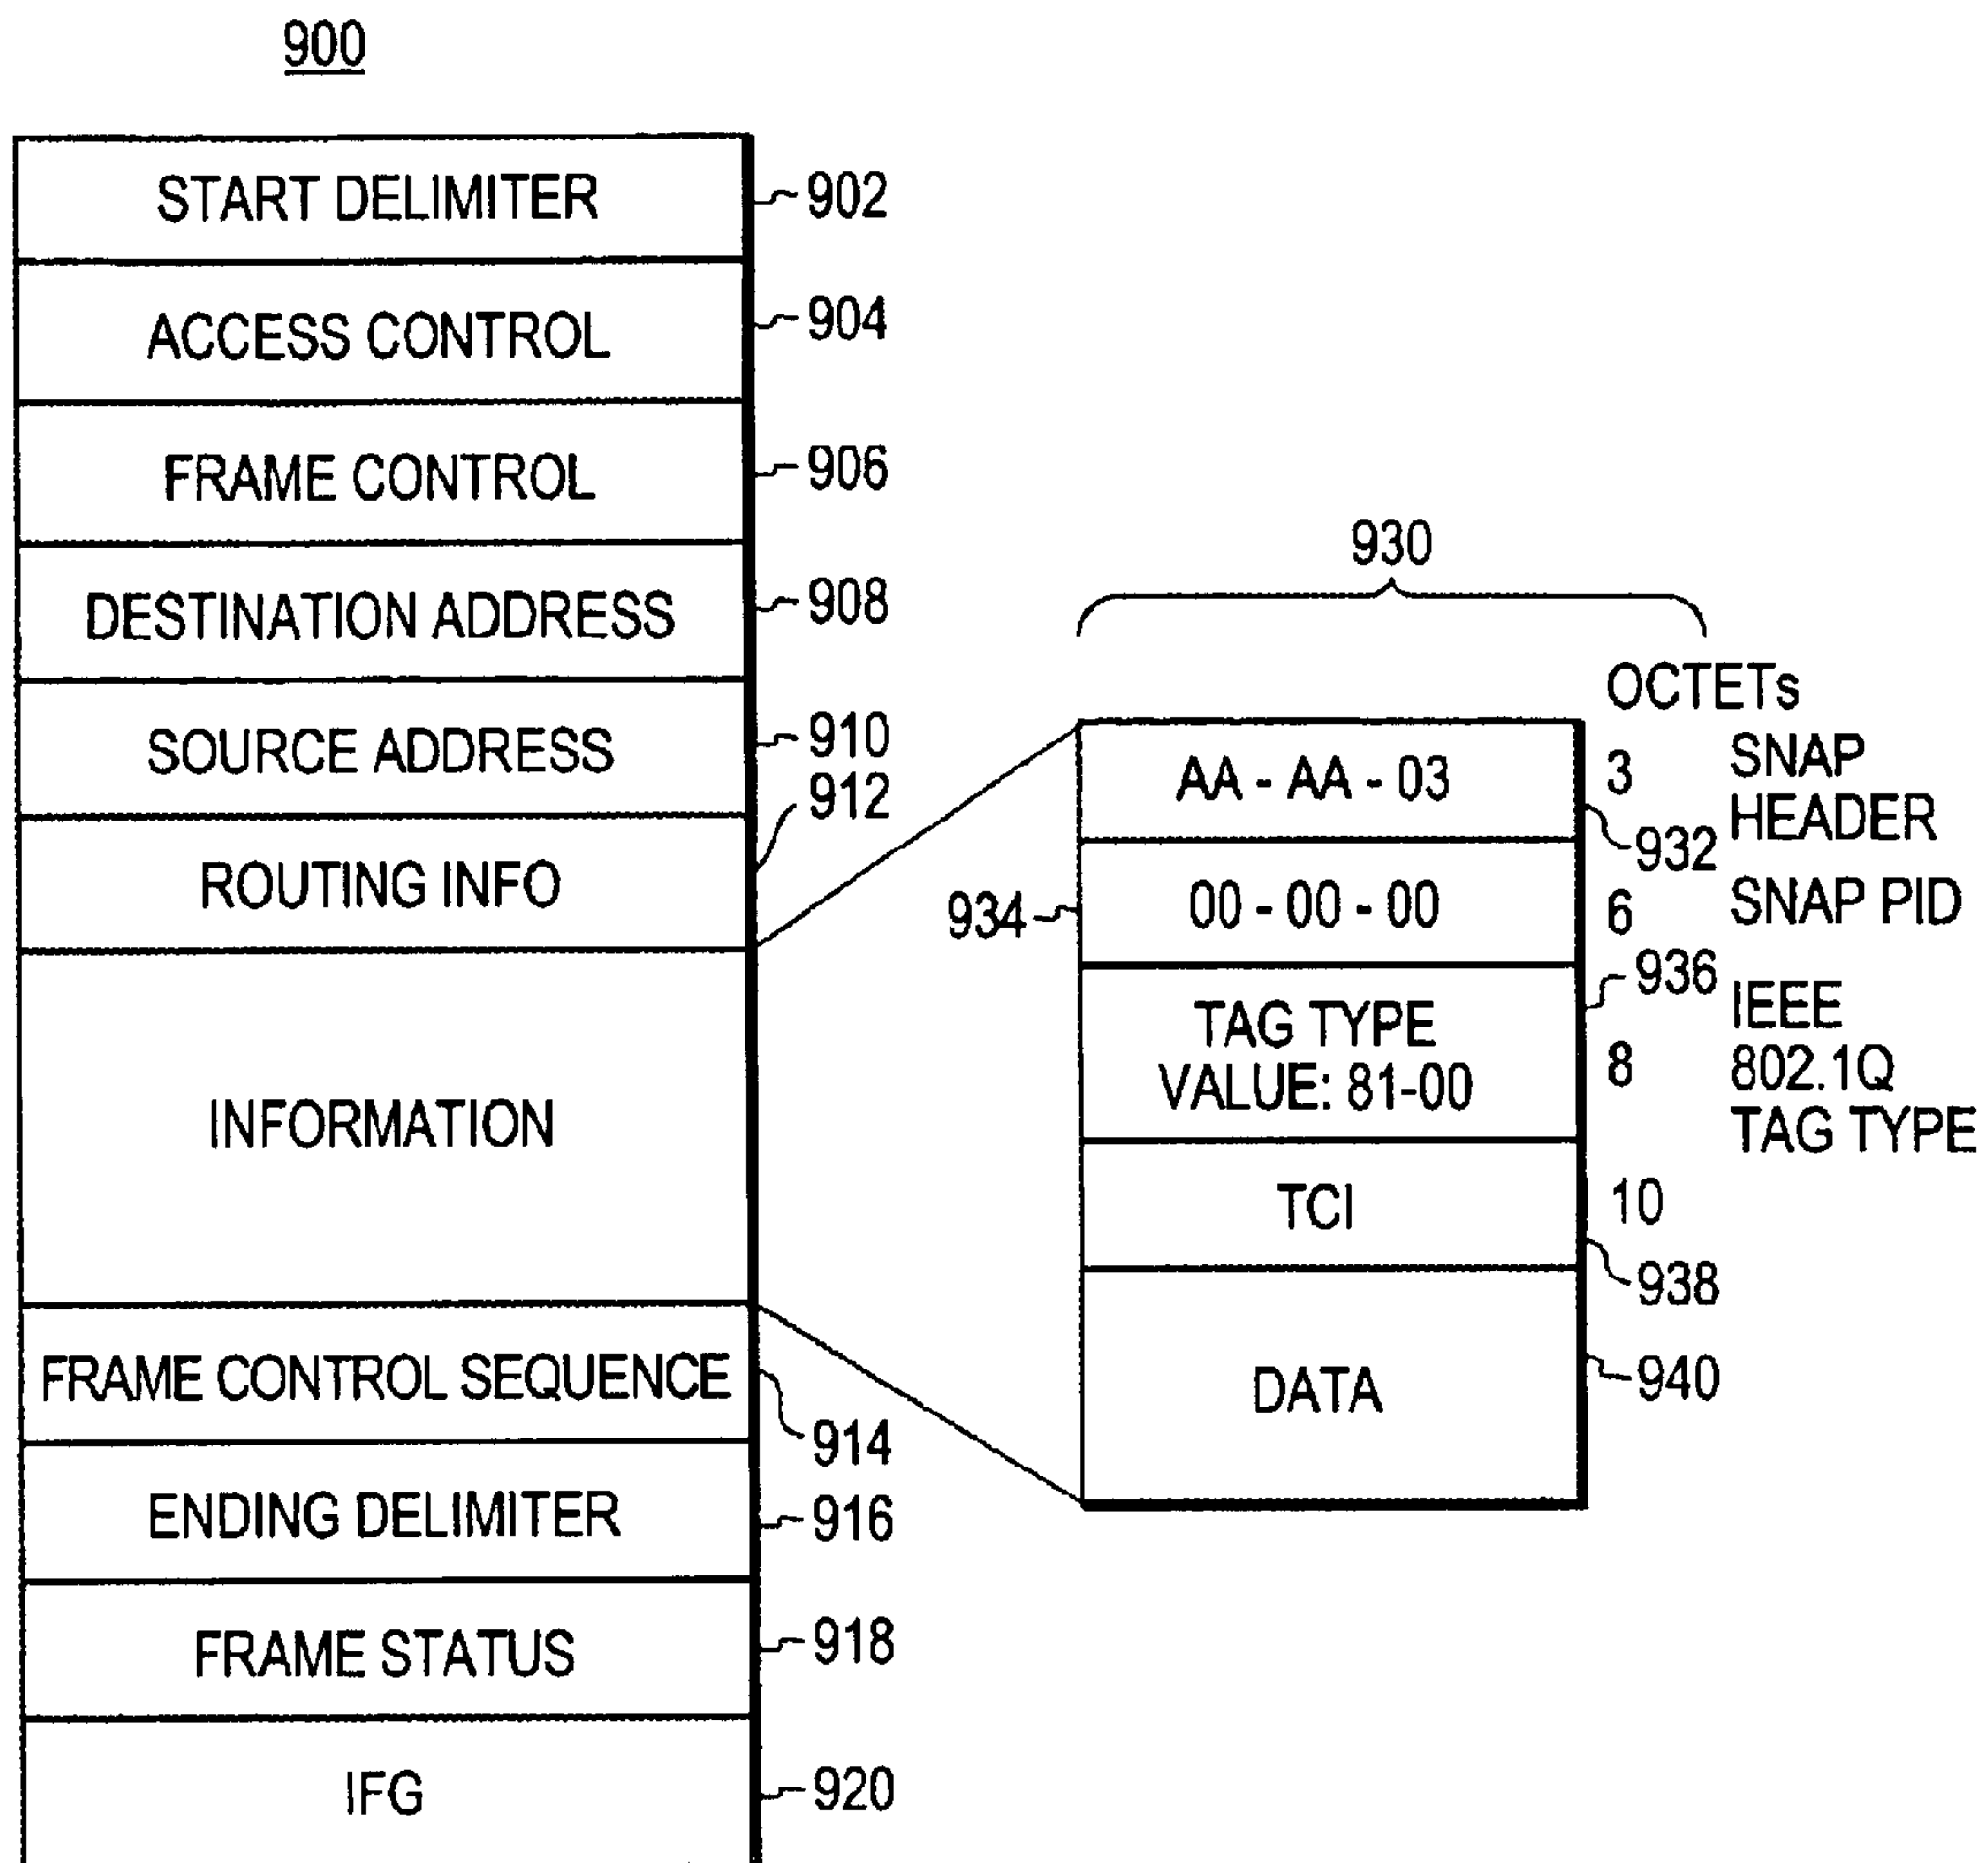 900
START DELIMITER
902
ACCESS CONTROL
904
FRAME CONTROL
906
DESTINATION ADDRESS
908
SOURCE ADDRESS
910
ROUTING INFO
912
INFORMATION
FRAME CONTROL SEQUENCE
914
ENDING DELIMITER
916
FRAME STATUS
918
IFG
920
930
OCTETs
AA - AA - 03
3
SNAP
HEADER
932
934
00 - 00 - 00
6
SNAP PID
936
TAG TYPE
VALUE: 81-00
8
IEEE
802.1Q
TAG TYPE
TCI
10
938
DATA
940